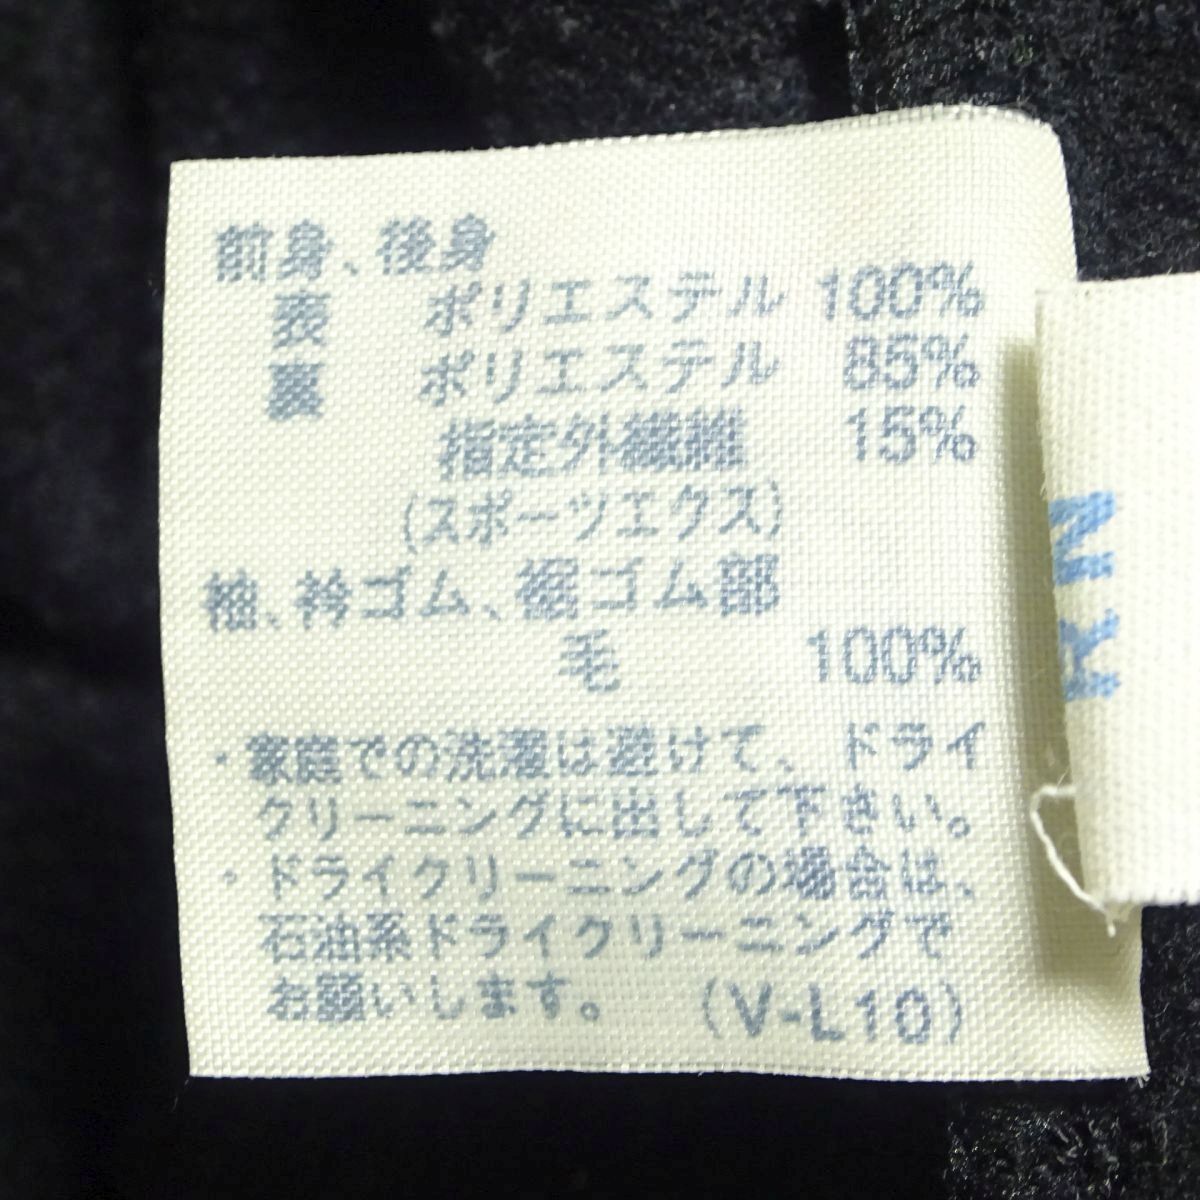 前身、後身
表 ポリエステル 100%
裏 ポリエステル 85%
指定外繊維 15%
(スポーツエクス)
袖、衿ゴム、裾ゴム部
毛 100%
・家庭での洗濯は避けて、ドライ
クリーニングに出して下さい。
・ドライクリーニングの場合は、
石油系ドライクリーニングで
お願いします。 (V-L10)